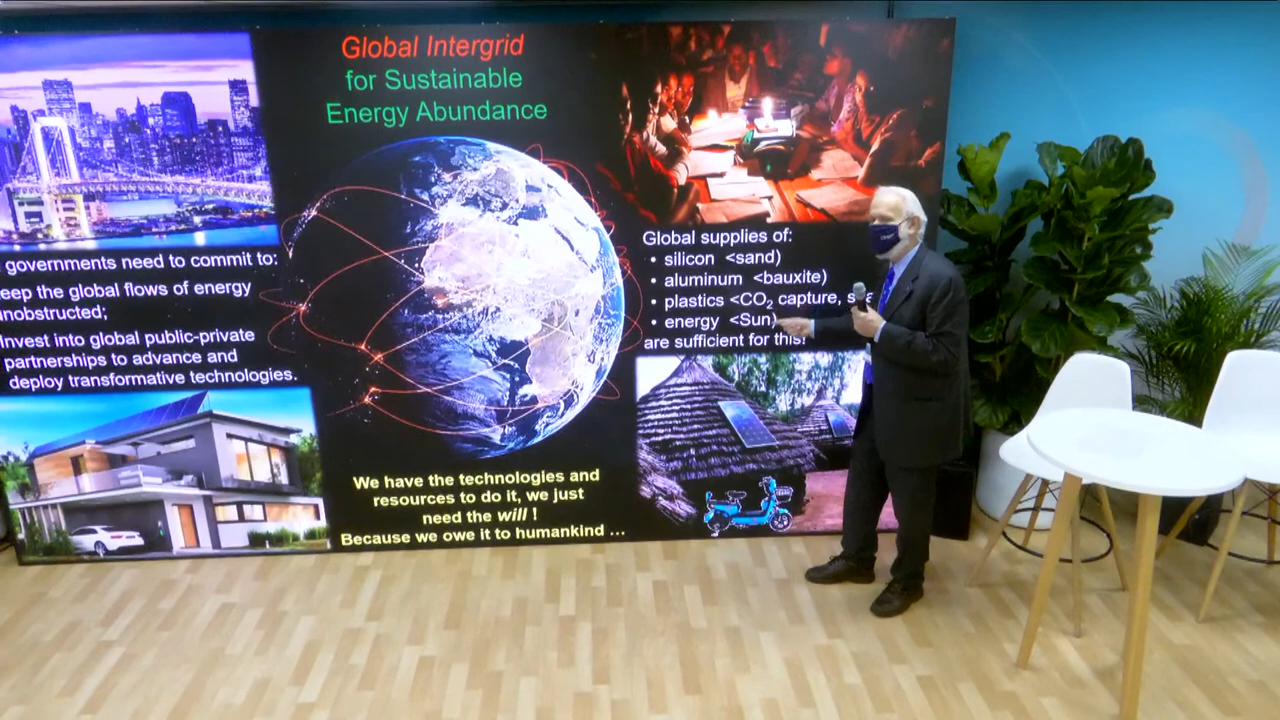 Global Intergrid
for Sustainable
Energy Abundance
governments need to commit to:
eep the global flows of energy
nobstructed;
Invest into global public-private
partnerships to advance and
deploy transformative technologies.
We have the technologies and
resources to do it, we just
need the will !
Because we owe it to humankind ...
Global supplies of:
• silicon <sand)
• aluminum <bauxite)
• plastics <CO₂ capture,
• energy <Sun)
are sufficient for this!